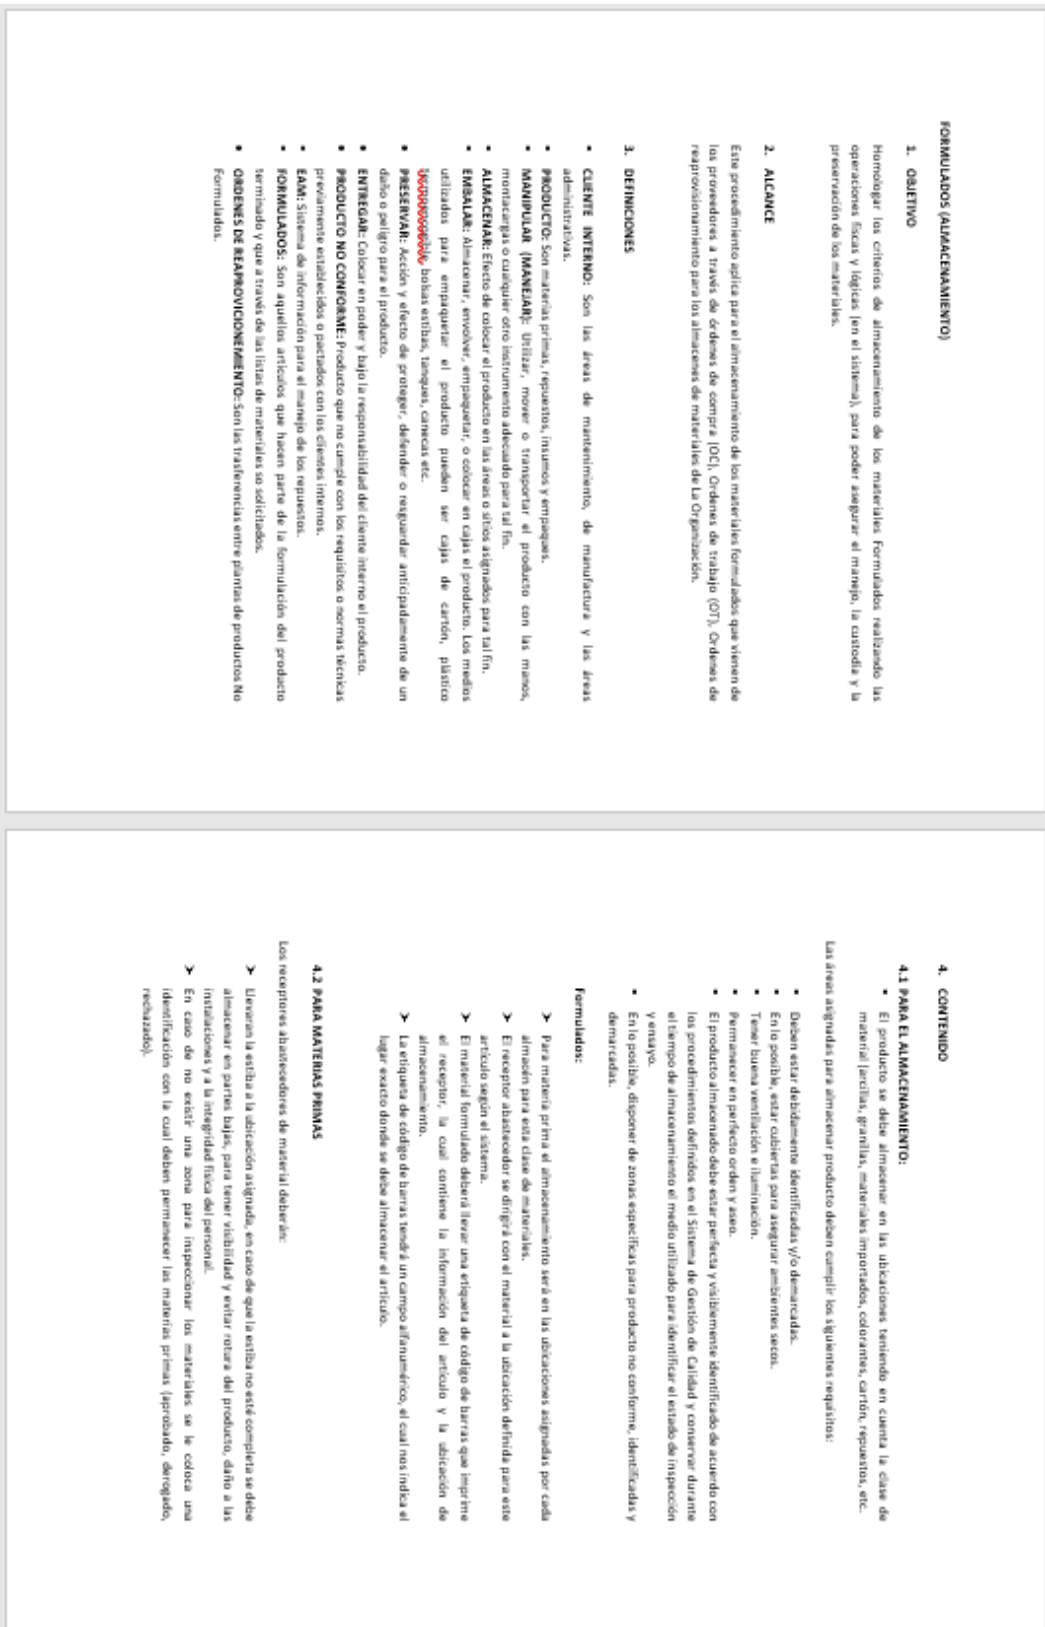 FORMULADOS (ALMACENAMIENTO)
1. OBJETIVO
Homologar los criterios de almacenamiento de los materiales Formulados realizando las
operaciones físicas y lógicas (en el sistema), para poder asegurar el manejo, la custodia y la
preservación de los materiales.
2. ALCANCE
Este procedimiento aplica para el almacenamiento de los materiales formulados que vienen de
los proveedores a través de órdenes de compra (OC), Ordenes de trabajo (OT), Ordenes de
reaprovisionamiento para los almacenes de materiales de La Organización.
3. DEFINICIONES
▪ CLIENTE INTERNO: Son las áreas de mantenimiento, de manufactura y las áreas
administrativas.
▪ PRODUCTO: Son materias primas, repuestos, insumos y empaques.
▪ MANIPULAR (MANEJAR): Utilizar, mover o transportar el producto con las manos,
montacargas o cualquier otro instrumento adecuado para tal fin.
▪ ALMACENAR: Efecto de colocar el producto en las áreas o sitios asignados para tal fin.
▪ EMBALAR: Almacenar, envolver, empaquetar, o colocar en cajas el producto. Los medios
utilizados para empaquetar el producto pueden ser cajas de cartón, plástico
bolsas estibas, tanques, canecas etc.
▪ PRESERVAR: Acción y efecto de proteger, defender o resguardar anticipadamente de un
daño o peligro para el producto.
▪ ENTREGAR: Colocar en poder y bajo la responsabilidad del cliente interno el producto.
▪ PRODUCTO NO CONFORME: Producto que no cumple con los requisitos o normas técnicas
previamente establecidos o pactados con los clientes internos.
▪ EAM: Sistema de información para el manejo de los repuestos.
▪ FORMULADOS: Son aquellos artículos que hacen parte de la formulación del producto
terminado y que a través de las listas de materiales so solicitados.
▪ ORDENES DE REAPROVICIONEMIENTO: Son las trasferencias entre plantas de productos No
Formulados.
4. CONTENIDO
4.1 PARA EL ALMACENAMIENTO:
▪ El producto se debe almacenar en las ubicaciones teniendo en cuenta la clase de
material (arcillas, granillas, materiales importados, colorantes, cartón, repuestos, etc.
Las áreas asignadas para almacenar producto deben cumplir los siguientes requisitos:
▪ Deben estar debidamente identificadas y/o demarcadas.
▪ En lo posible, estar cubiertas para asegurar ambientes secos.
▪ Tener buena ventilación e iluminación.
▪ Permanecer en perfecto orden y aseo.
▪ El producto almacenado debe estar perfecta y visiblemente identificado de acuerdo con
los procedimientos definidos en el Sistema de Gestión de Calidad y conservar durante
el tiempo de almacenamiento el medio utilizado para identificar el estado de inspección
y ensayo.
▪ En lo posible, disponer de zonas específicas para producto no conforme, identificadas y
demarcadas.
Formulados:
➤ Para materia prima el almacenamiento será en las ubicaciones asignadas por cada
almacén para esta clase de materiales.
➤ El receptor abastecedor se dirigirá con el material a la ubicación definida para este
artículo según el sistema.
➤ El material formulado deberá llevar una etiqueta de código de barras que imprime
el receptor, la cual contiene la información del artículo y la ubicación de
almacenamiento.
➤ La etiqueta de código de barras tendrá un campo alfanumérico, el cual nos indica el
lugar exacto donde se debe almacenar el artículo.
4.2 PARA MATERIAS PRIMAS
Los receptores abastecedores de material deberán:
➤ Llevaran la estiba a la ubicación asignada, en caso de que la estiba no esté completa se debe
almacenar en partes bajas, para tener visibilidad y evitar rotura del producto, daño a las
instalaciones y a la integridad física del personal.
➤ En caso de no existir una zona para inspeccionar los materiales se le coloca una
identificación con la cual deben permanecer las materias primas (aprobado, derogado,
rechazado).